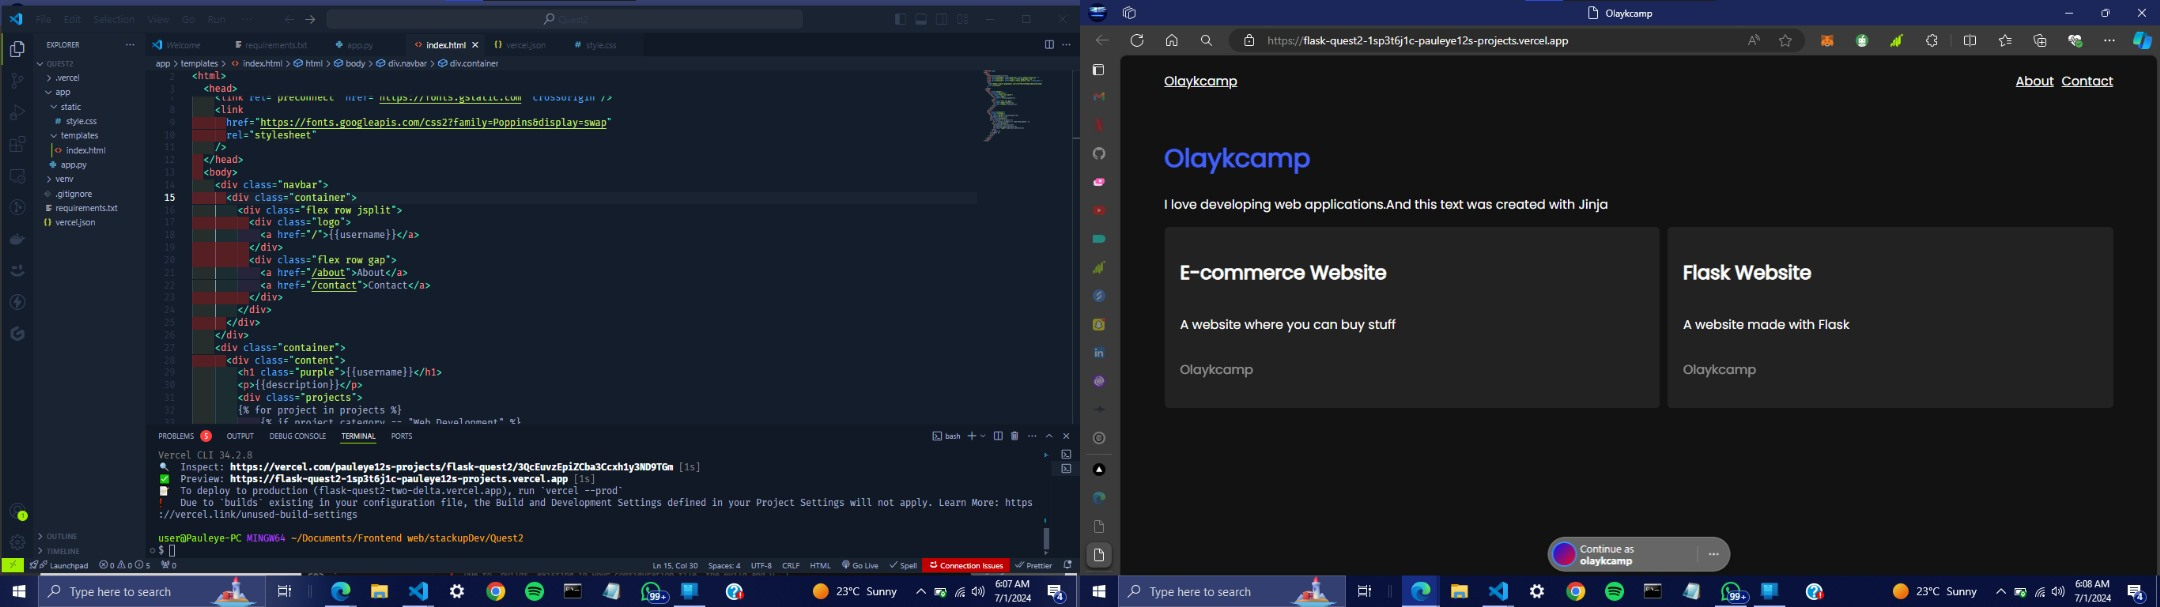 File Edit Selection View Go Run ... Quest2
EXPLORER
QUEST2
.vercel
app
static
# style.css
templates
<> index.html
app.py
venv
.gitignore
requirements.txt
{} vercel.json
OUTLINE
TIMELINE
Welcome requirements.txt app.py <> index.html {} vercel.json # style.css
app > templates > <> index.html > html > body > div.navbar > div.container
2 <html>
3 <head>
7 <link rel="preconnect" href="https://fonts.gstatic.com" crossorigin />
8 <link
9 href="https://fonts.googleapis.com/css2?family=Poppins&display=swap"
10 rel="stylesheet"
11 />
12 </head>
13 <body>
14 <div class="navbar">
15 <div class="container">
16 <div class="flex row jsplit">
17 <div class="logo">
18 <a href="/">{{username}}</a>
19 </div>
20 <div class="flex row gap">
21 <a href="/about">About</a>
22 <a href="/contact">Contact</a>
23 </div>
24 </div>
25 </div>
26 </div>
27 <div class="container">
28 <div class="content">
29 <h1 class="purple">{{username}}</h1>
30 <p>{{description}}</p>
31 <div class="projects">
32 {% for project in projects %}
33 {% if project.category == "Web Development" %}
PROBLEMS 5 OUTPUT DEBUG CONSOLE TERMINAL PORTS
bash
Vercel CLI 34.2.8
Inspect: https://vercel.com/pauleye12s-projects/flask-quest2/3QcEuvzEpiZCba3Ccxh1y3ND9TGm [1s]
Preview: https://flask-quest2-1sp3t6j1c-pauleye12s-projects.vercel.app [1s]
To deploy to production (flask-quest2-two-delta.vercel.app), run `vercel --prod`
! Due to `builds` existing in your configuration file, the Build and Development Settings defined in your Project Settings will not apply. Learn More: https
://vercel.link/unused-build-settings
user@Pauleye-PC MINGW64 ~/Documents/Frontend web/stackupDev/Quest2
$
Launchpad 0 0 5 0 Ln 15, Col 30 Spaces: 4 UTF-8 CRLF HTML Go Live Spell Connection Issues Prettier
Type here to search
99+
23°C Sunny
6:07 AM
7/1/2024
4
Olaykcamp
https://flask-quest2-1sp3t6j1c-pauleye12s-projects.vercel.app
Olaykcamp About Contact
Olaykcamp
I love developing web applications.And this text was created with Jinja
E-commerce Website
A website where you can buy stuff
Olaykcamp
Flask Website
A website made with Flask
Olaykcamp
Continue as
olaykcamp
Type here to search
99+
23°C Sunny
6:08 AM
7/1/2024
4